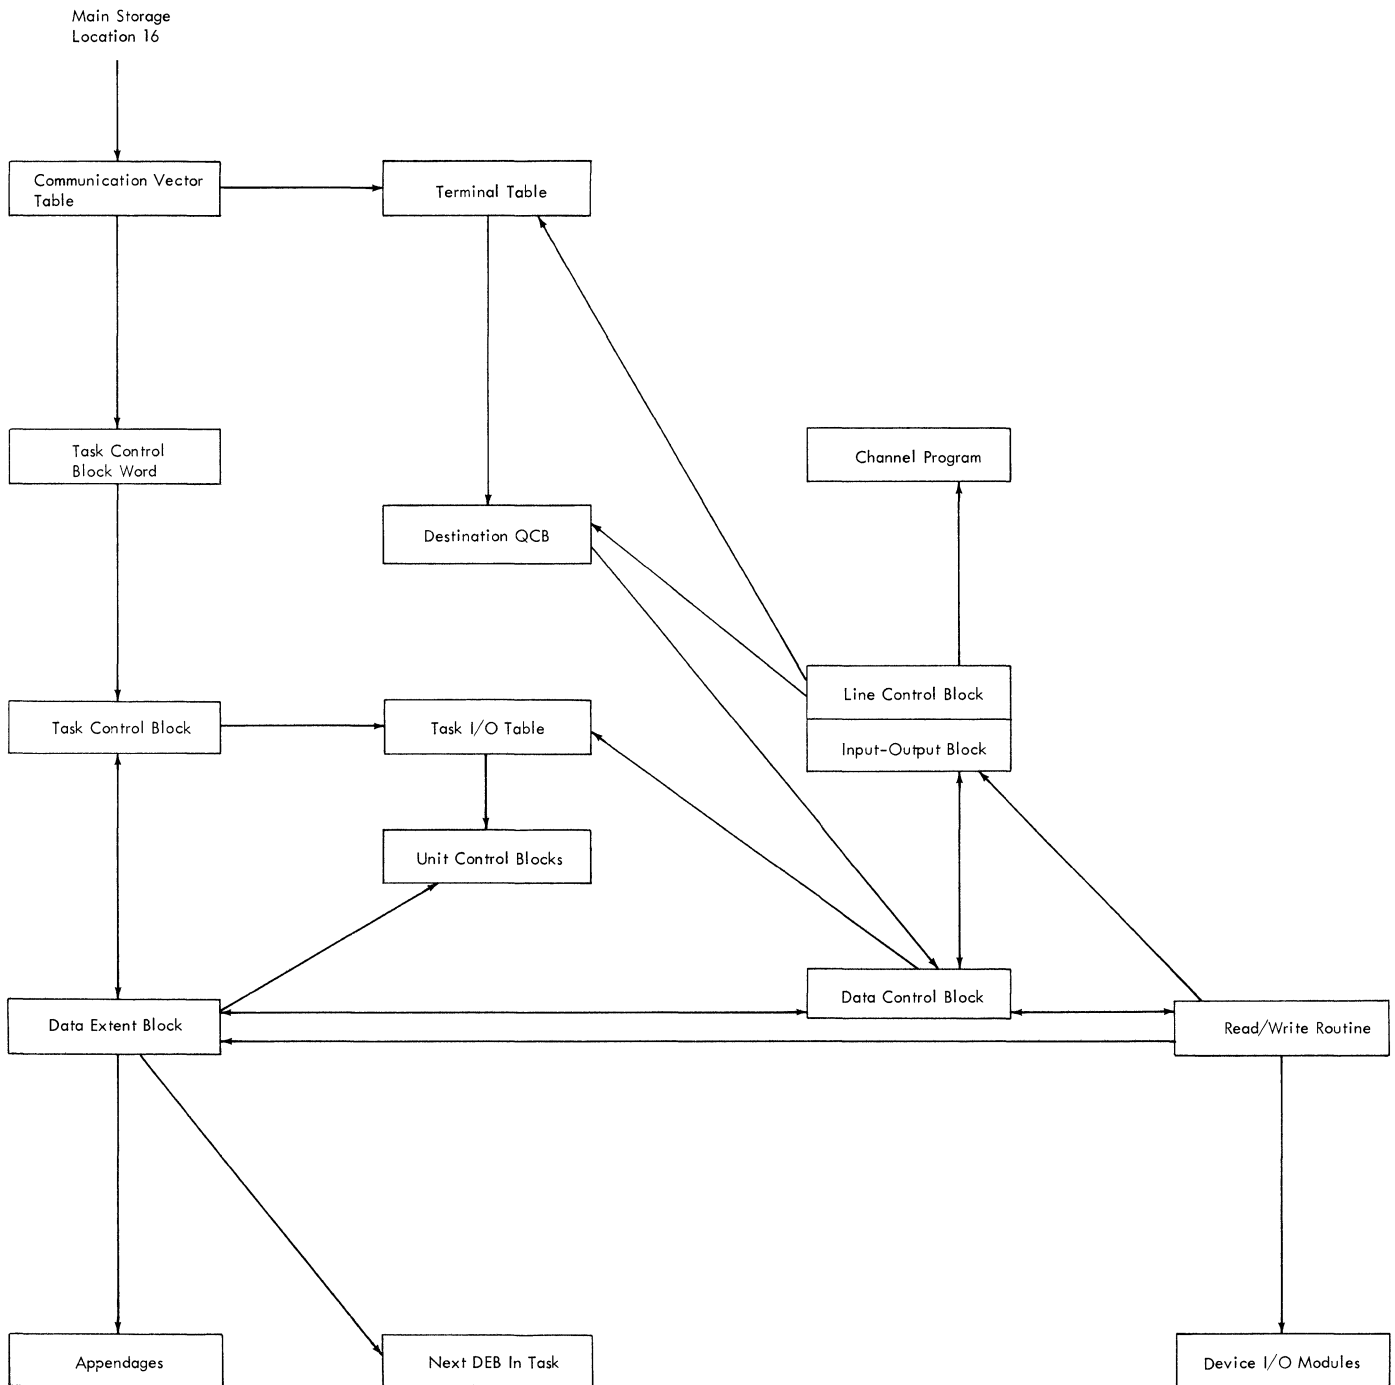 Main Storage
Location 16
Communication Vector
Table
Terminal Table
Task Control
Block Word
Channel Program
Destination QCB
Line Control Block
Task Control Block
Task I/O Table
Input-Output Block
Unit Control Blocks
Data Control Block
Data Extent Block
Read/Write Routine
Appendages
Next DEB In Task
Device I/O Modules